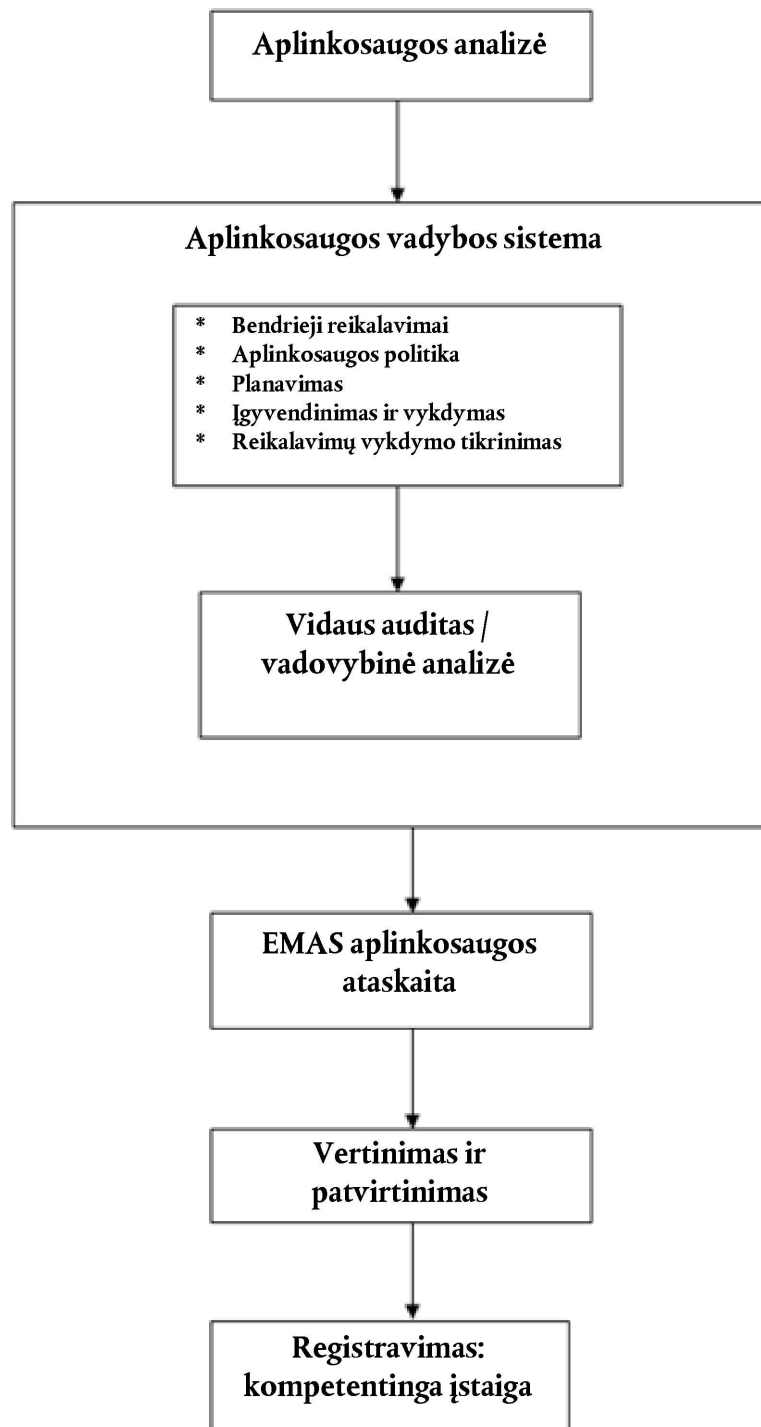 Aplinkosaugos analizė
Aplinkosaugos vadybos sistema
* Bendrieji reikalavimai
* Aplinkosaugos politika
* Planavimas
* Įgyvendinimas ir vykdymas
* Reikalavimų vykdymo tikrinimas
Vidaus auditas /
vadovybinė analizė
EMAS aplinkosaugos
ataskaita
Vertinimas ir
patvirtinimas
Registravimas:
kompetentinga įstaiga